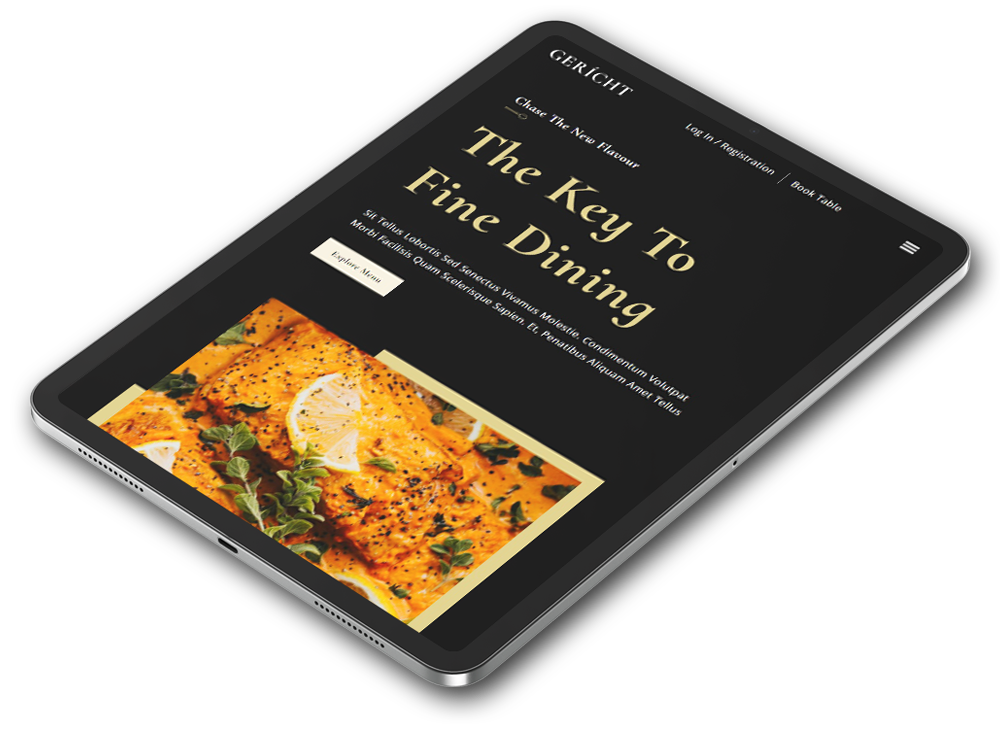 GERÍCHT
Log In / Registration | Book Table
Chase The New Flavour
The Key To
Fine Dining
Sit Tellus Lobortis Sed Senectus Vivamus Molestie. Condimentum Volutpat
Morbi Facilisis Quam Scelerisque Sapien. Et, Penatibus Aliquam Amet Tellus
Explore Menu